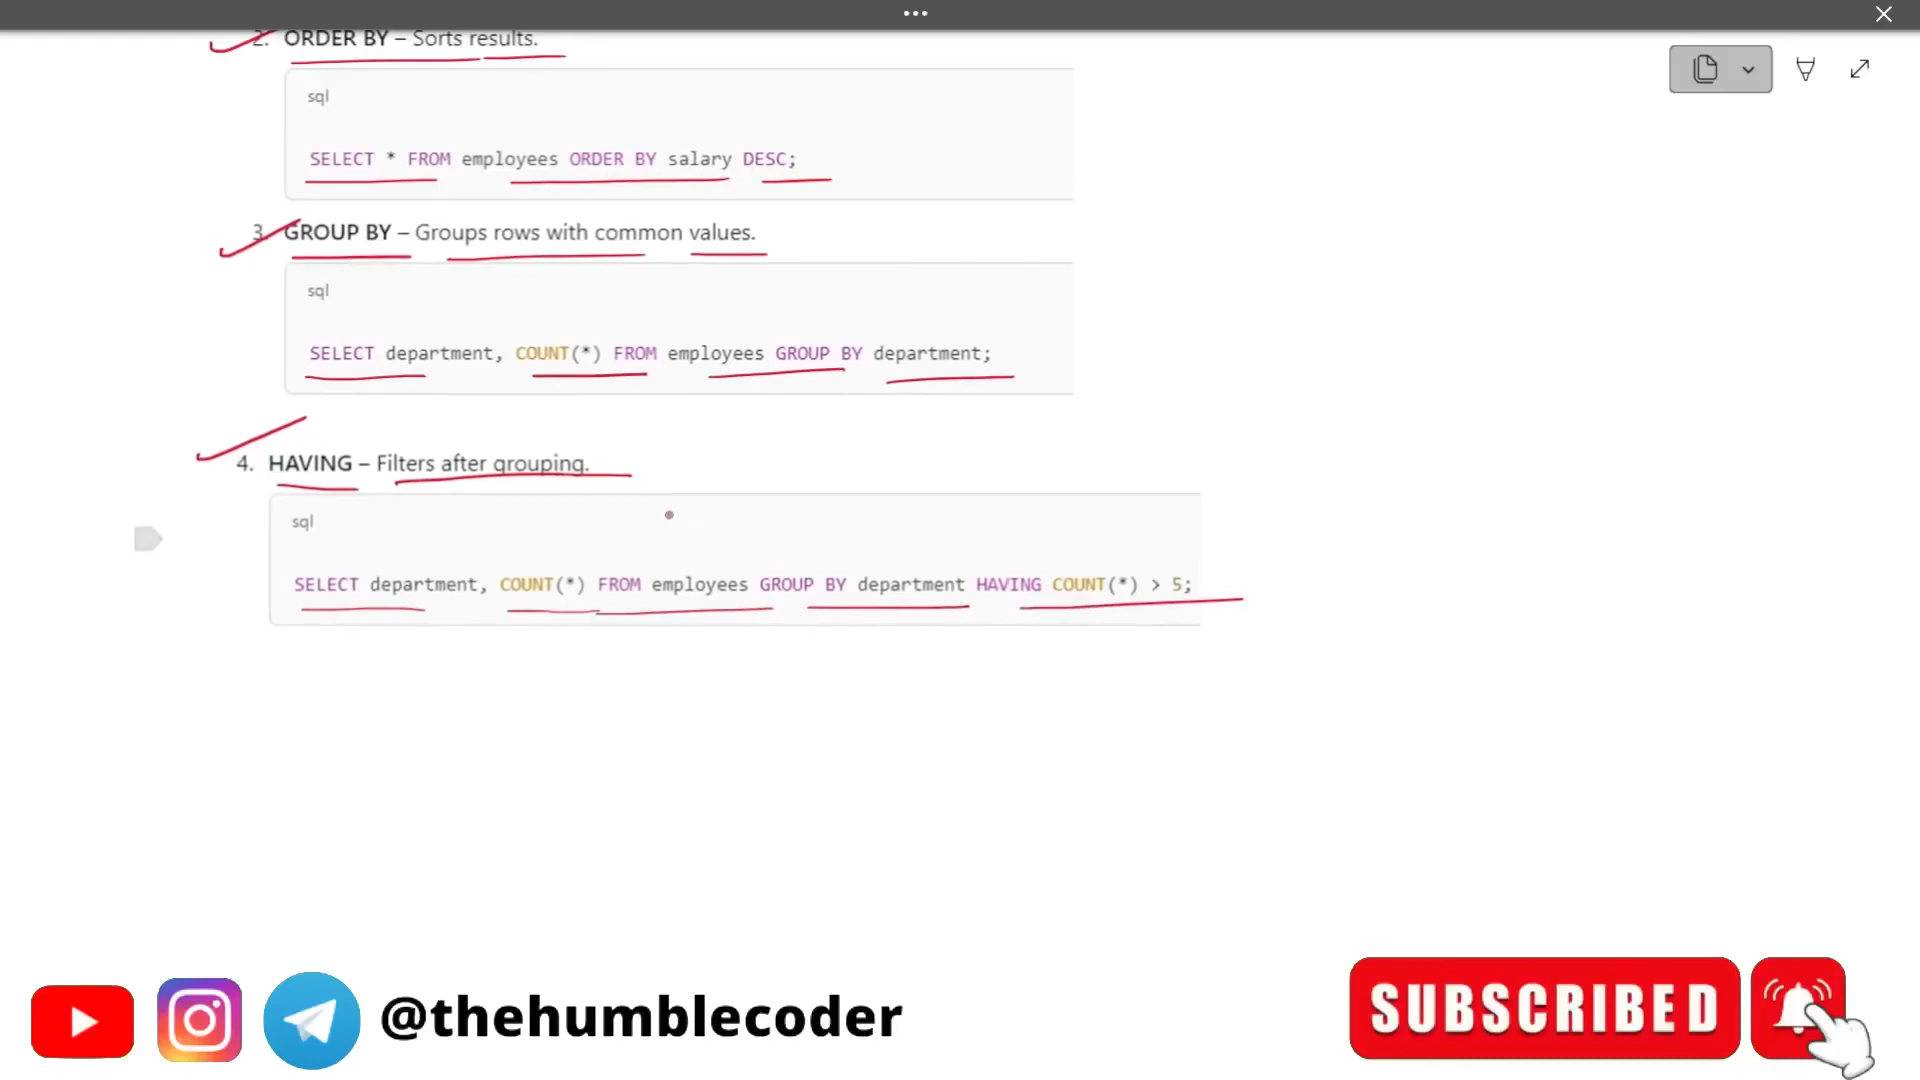 2. ORDER BY – Sorts results.
sql
SELECT * FROM employees ORDER BY salary DESC;
3. GROUP BY – Groups rows with common values.
sql
SELECT department, COUNT(*) FROM employees GROUP BY department;
4. HAVING – Filters after grouping.
sql
SELECT department, COUNT(*) FROM employees GROUP BY department HAVING COUNT(*) > 5;
@thehumblecoder
SUBSCRIBED